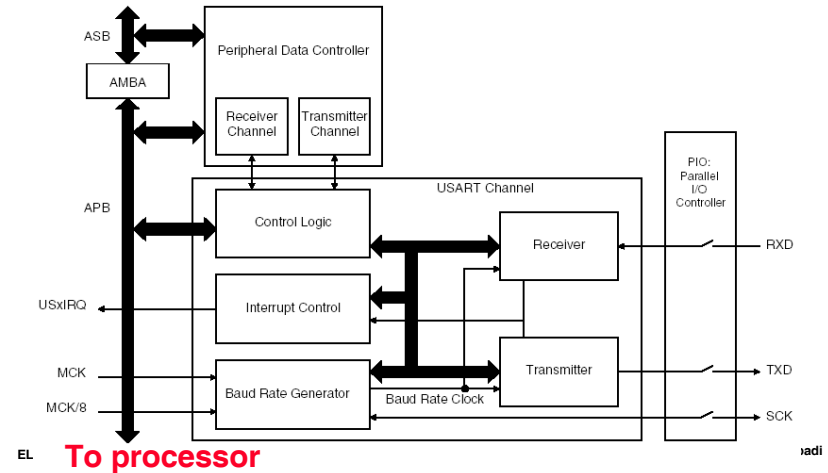 ASB
Peripheral Data Controller
AMBA
Receiver
Channel
Transmitter
Channel
PIO:
Parallel
I/O
Controller
USART Channel
APB
Control Logic
Receiver
RXD
USxIRQ
Interrupt Control
MCK
Baud Rate Generator
Transmitter
TXD
MCK/8
Baud Rate Clock
SCK
EL
To processor